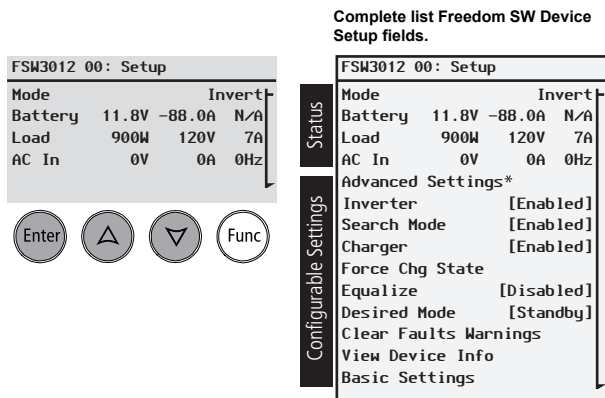 Complete list Freedom SW Device
Setup fields.
FSW3012 00: Setup
Mode Invert
Battery 11.8V -88.0A N/A
Load 900W 120V 7A
AC In 0V 0A 0Hz
Enter
Func
FSW3012 00: Setup
Status
Mode Invert
Battery 11.8V -88.0A N/A
Load 900W 120V 7A
AC In 0V 0A 0Hz
Configurable Settings
Advanced Settings*
Inverter [Enabled]
Search Mode [Enabled]
Charger [Enabled]
Force Chg State
Equalize [Disabled]
Desired Mode [Standby]
Clear Faults Warnings
View Device Info
Basic Settings